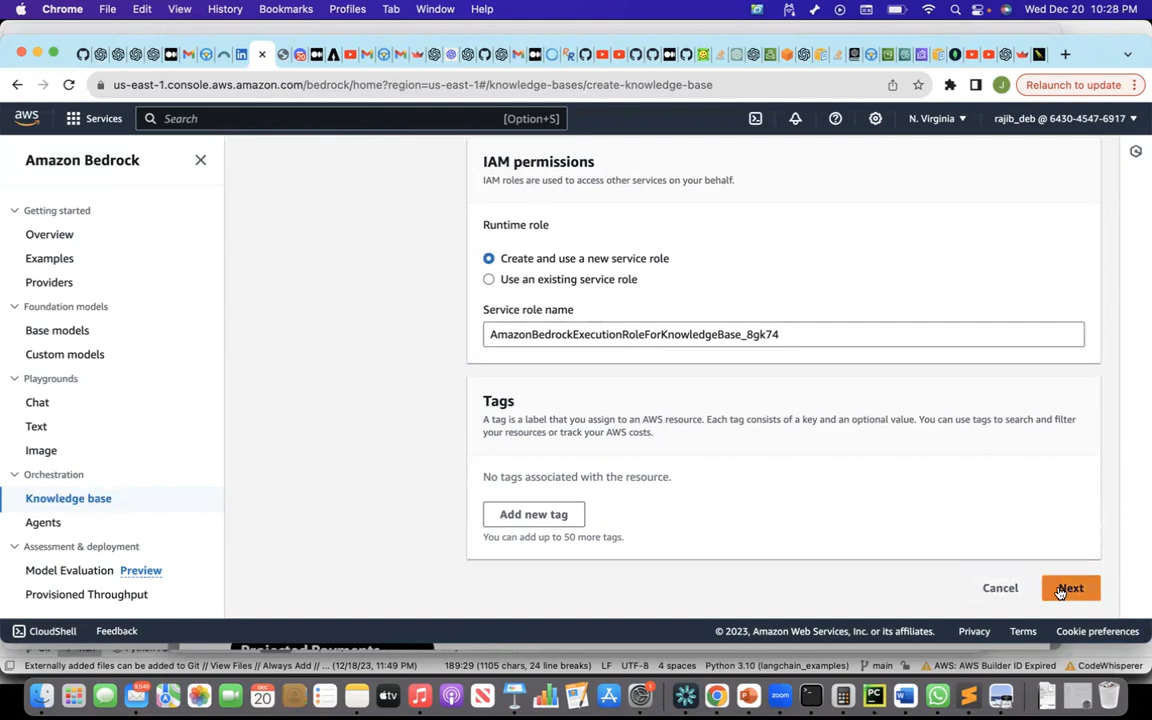 Chrome File Edit View History Bookmarks Profiles Tab Window Help Wed Dec 20 10:28 PM
us-east-1.console.aws.amazon.com/bedrock/home?region=us-east-1#/knowledge-bases/create-knowledge-base Relaunch to update
aws Services Search [Option+S] N. Virginia rajib_deb @ 6430-4547-6917
Amazon Bedrock
Getting started
Overview
Examples
Providers
Foundation models
Base models
Custom models
Playgrounds
Chat
Text
Image
Orchestration
Knowledge base
Agents
Assessment & deployment
Model Evaluation Preview
Provisioned Throughput
IAM permissions
IAM roles are used to access other services on your behalf.
Runtime role
Create and use a new service role
Use an existing service role
Service role name
AmazonBedrockExecutionRoleForKnowledgeBase_8gk74
Tags
A tag is a label that you assign to an AWS resource. Each tag consists of a key and an optional value. You can use tags to search and filter
your resources or track your AWS costs.
No tags associated with the resource.
Add new tag
You can add up to 50 more tags.
Cancel Next
CloudShell Feedback © 2023, Amazon Web Services, Inc. or its affiliates. Privacy Terms Cookie preferences
Externally added files can be added to Git // View Files // Always Add // ... (12/18/23, 11:49 PM) 189:29 (1105 chars, 24 line breaks) LF UTF-8 4 spaces Python 3.10 (langchain_examples) main AWS: AWS Builder ID Expired CodeWhisperer